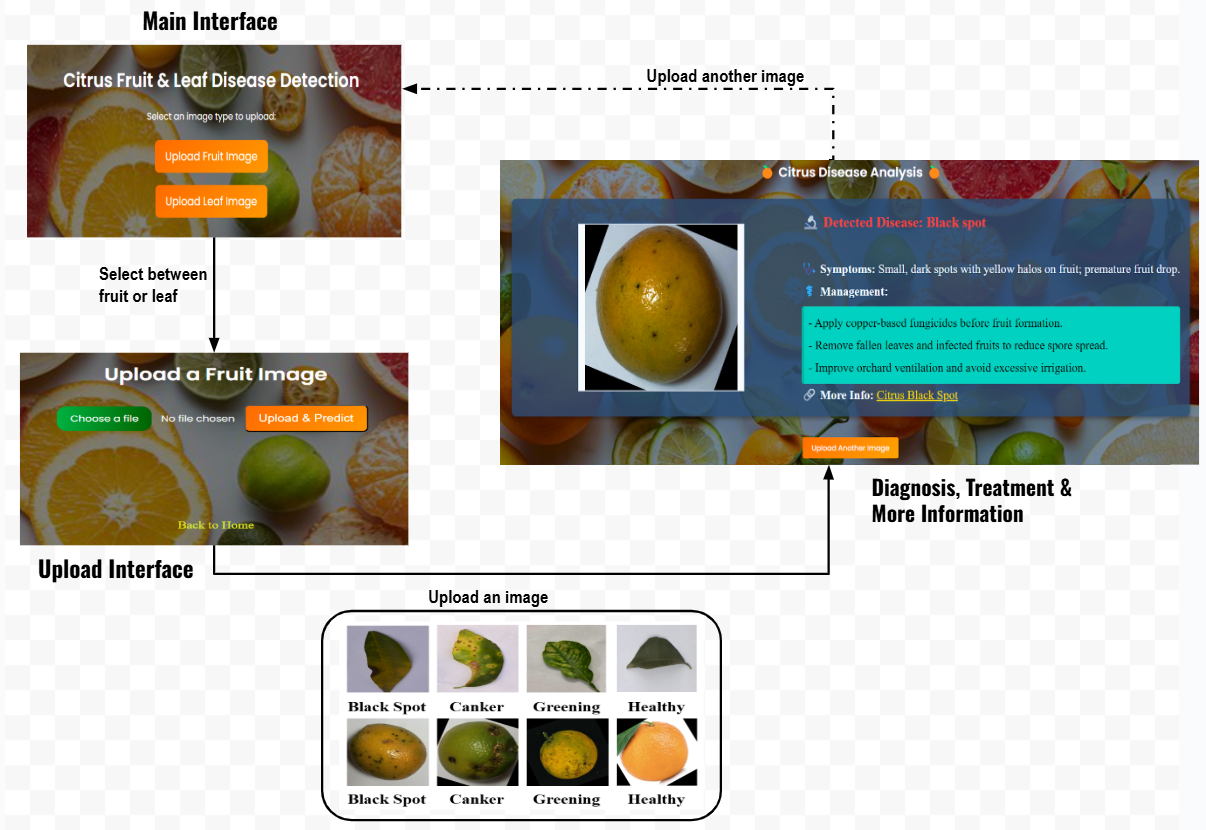 Main Interface
Citrus Fruit & Leaf Disease Detection
Select an image type to upload:
Upload Fruit Image
Upload Leaf Image
Select between
fruit or leaf
Upload a Fruit Image
Choose a file No file chosen Upload & Predict
Back to Home
Upload Interface
Upload another image
Citrus Disease Analysis
Detected Disease: Black spot
Symptoms: Small, dark spots with yellow halos on fruit; premature fruit drop.
Management:
- Apply copper-based fungicides before fruit formation.
- Remove fallen leaves and infected fruits to reduce spore spread.
- Improve orchard ventilation and avoid excessive irrigation.
More Info: Citrus Black Spot
Upload Another Image
Diagnosis, Treatment &
More Information
Upload an image
Black Spot Canker Greening Healthy
Black Spot Canker Greening Healthy